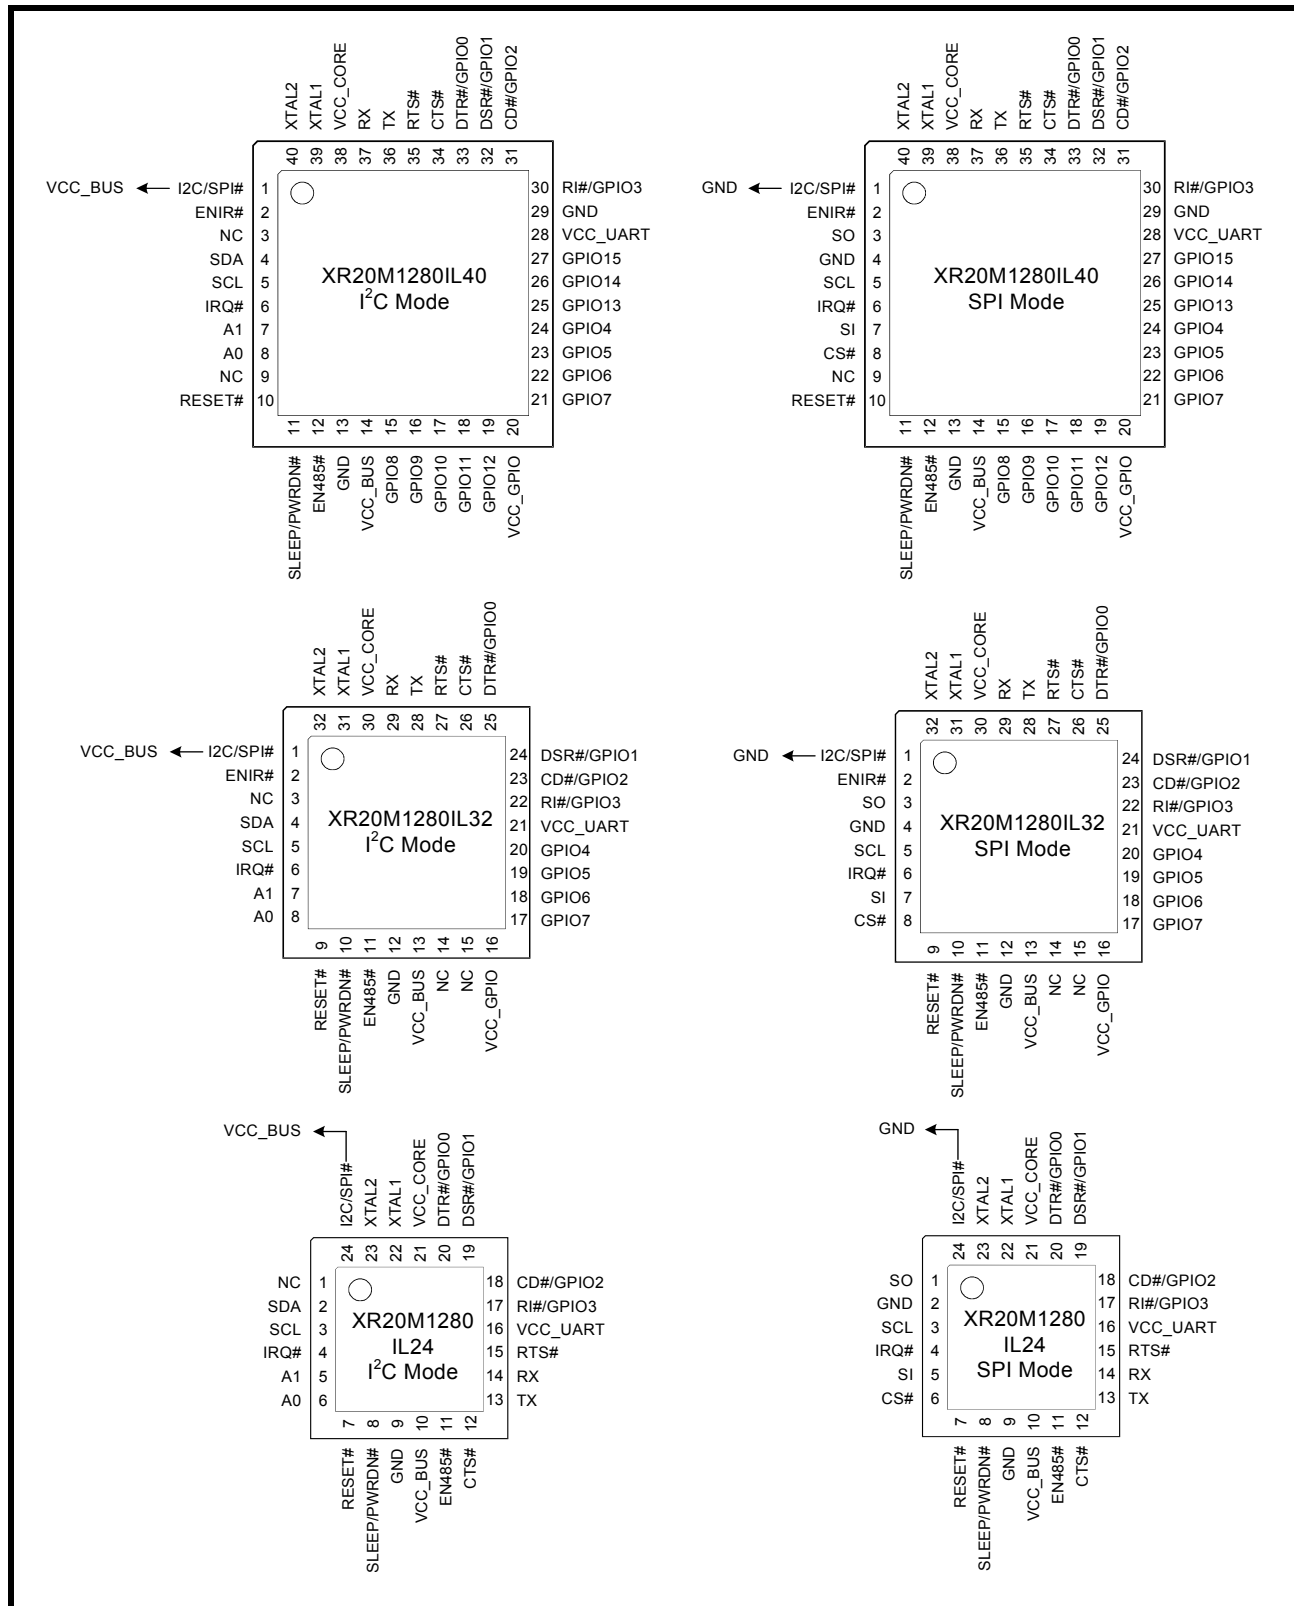 XTAL2
XTAL1
VCC_CORE
RX
TX
RTS#
CTS#
DTR#/GPIO0
DSR#/GPIO1
CD#/GPIO2
40 39 38 37 36 35 34 33 32 31
VCC_BUS I2C/SPI# 1
ENIR# 2
NC 3
SDA 4
SCL 5
IRQ# 6
A1 7
A0 8
NC 9
RESET# 10
XR20M1280IL40
I²C Mode
30 RI#/GPIO3
29 GND
28 VCC_UART
27 GPIO15
26 GPIO14
25 GPIO13
24 GPIO4
23 GPIO5
22 GPIO6
21 GPIO7
11 12 13 14 15 16 17 18 19 20
SLEEP/PWRDN#
EN485#
GND
VCC_BUS
GPIO8
GPIO9
GPIO10
GPIO11
GPIO12
VCC_GPIO
XTAL2
XTAL1
VCC_CORE
RX
TX
RTS#
CTS#
DTR#/GPIO0
DSR#/GPIO1
CD#/GPIO2
40 39 38 37 36 35 34 33 32 31
GND I2C/SPI# 1
ENIR# 2
SO 3
GND 4
SCL 5
IRQ# 6
SI 7
CS# 8
NC 9
RESET# 10
XR20M1280IL40
SPI Mode
30 RI#/GPIO3
29 GND
28 VCC_UART
27 GPIO15
26 GPIO14
25 GPIO13
24 GPIO4
23 GPIO5
22 GPIO6
21 GPIO7
11 12 13 14 15 16 17 18 19 20
SLEEP/PWRDN#
EN485#
GND
VCC_BUS
GPIO8
GPIO9
GPIO10
GPIO11
GPIO12
VCC_GPIO
XTAL2
XTAL1
VCC_CORE
RX
TX
RTS#
CTS#
DTR#/GPIO0
32 31 30 29 28 27 26 25
VCC_BUS I2C/SPI# 1
ENIR# 2
NC 3
SDA 4
SCL 5
IRQ# 6
A1 7
A0 8
XR20M1280IL32
I²C Mode
24 DSR#/GPIO1
23 CD#/GPIO2
22 RI#/GPIO3
21 VCC_UART
20 GPIO4
19 GPIO5
18 GPIO6
17 GPIO7
9 10 11 12 13 14 15 16
RESET#
SLEEP/PWRDN#
EN485#
GND
VCC_BUS
NC
NC
VCC_GPIO
XTAL2
XTAL1
VCC_CORE
RX
TX
RTS#
CTS#
DTR#/GPIO0
32 31 30 29 28 27 26 25
GND I2C/SPI# 1
ENIR# 2
SO 3
GND 4
SCL 5
IRQ# 6
SI 7
CS# 8
XR20M1280IL32
SPI Mode
24 DSR#/GPIO1
23 CD#/GPIO2
22 RI#/GPIO3
21 VCC_UART
20 GPIO4
19 GPIO5
18 GPIO6
17 GPIO7
9 10 11 12 13 14 15 16
RESET#
SLEEP/PWRDN#
EN485#
GND
VCC_BUS
NC
NC
VCC_GPIO
VCC_BUS
I2C/SPI#
XTAL2
XTAL1
VCC_CORE
DTR#/GPIO0
DSR#/GPIO1
24 23 22 21 20 19
NC 1
SDA 2
SCL 3
IRQ# 4
A1 5
A0 6
XR20M1280
IL24
I²C Mode
18 CD#/GPIO2
17 RI#/GPIO3
16 VCC_UART
15 RTS#
14 RX
13 TX
7 8 9 10 11 12
RESET#
SLEEP/PWRDN#
GND
VCC_BUS
EN485#
CTS#
GND
I2C/SPI#
XTAL2
XTAL1
VCC_CORE
DTR#/GPIO0
DSR#/GPIO1
24 23 22 21 20 19
SO 1
GND 2
SCL 3
IRQ# 4
SI 5
CS# 6
XR20M1280
IL24
SPI Mode
18 CD#/GPIO2
17 RI#/GPIO3
16 VCC_UART
15 RTS#
14 RX
13 TX
7 8 9 10 11 12
RESET#
SLEEP/PWRDN#
GND
VCC_BUS
EN485#
CTS#